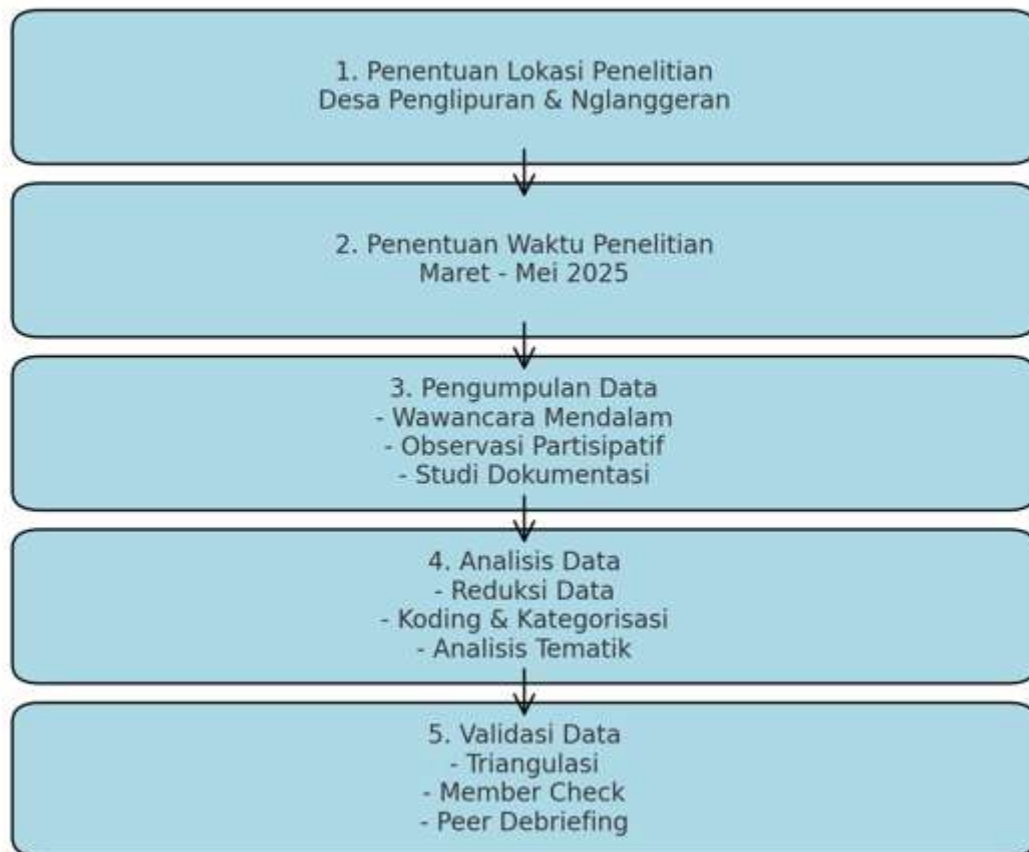 1. Penentuan Lokasi Penelitian
Desa Penglipuran & Nglanggeran
2. Penentuan Waktu Penelitian
Maret - Mei 2025
3. Pengumpulan Data
- Wawancara Mendalam
- Observasi Partisipatif
- Studi Dokumentasi
4. Analisis Data
- Reduksi Data
- Koding & Kategorisasi
- Analisis Tematik
5. Validasi Data
- Triangulasi
- Member Check
- Peer Debriefing